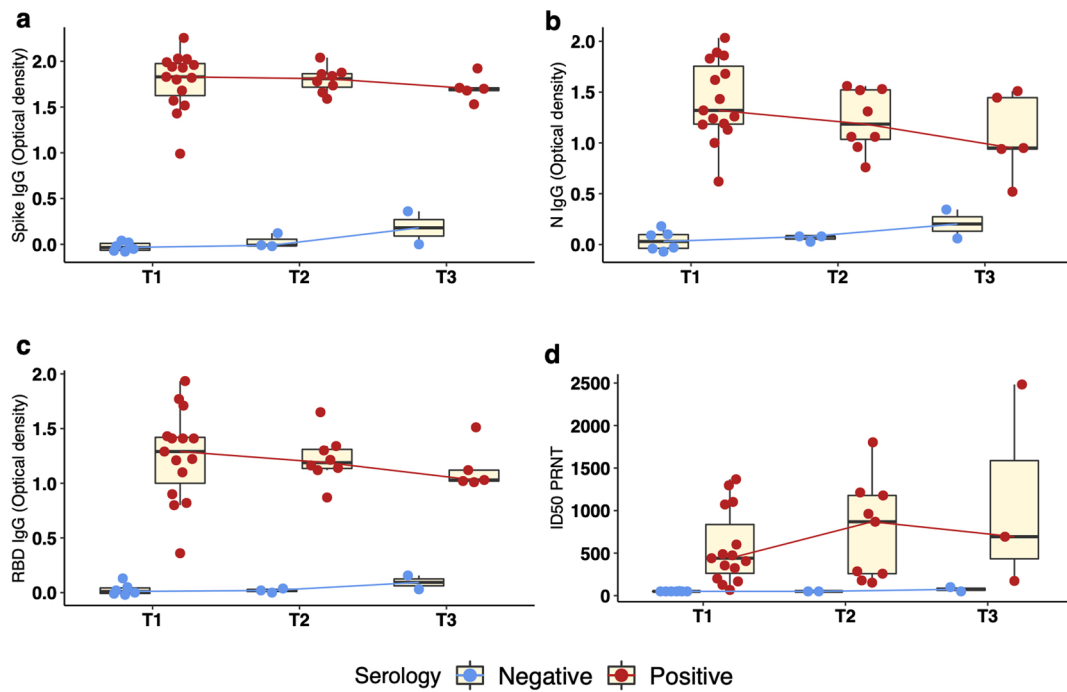 a
Spike IgG (Optical density)
2.0
1.5
1.0
0.5
0.0
T1 T2 T3
b
N IgG (Optical density)
2.0
1.5
1.0
0.5
0.0
T1 T2 T3
c
RBD IgG (Optical density)
2.0
1.5
1.0
0.5
0.0
T1 T2 T3
d
ID50 PRNT
2500
2000
1500
1000
500
0
T1 T2 T3
Serology Negative Positive